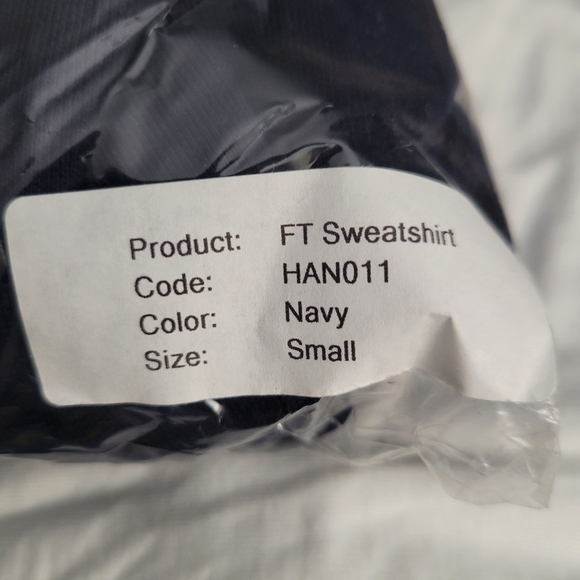 Product: FT Sweatshirt
Code: HAN011
Color: Navy
Size: Small